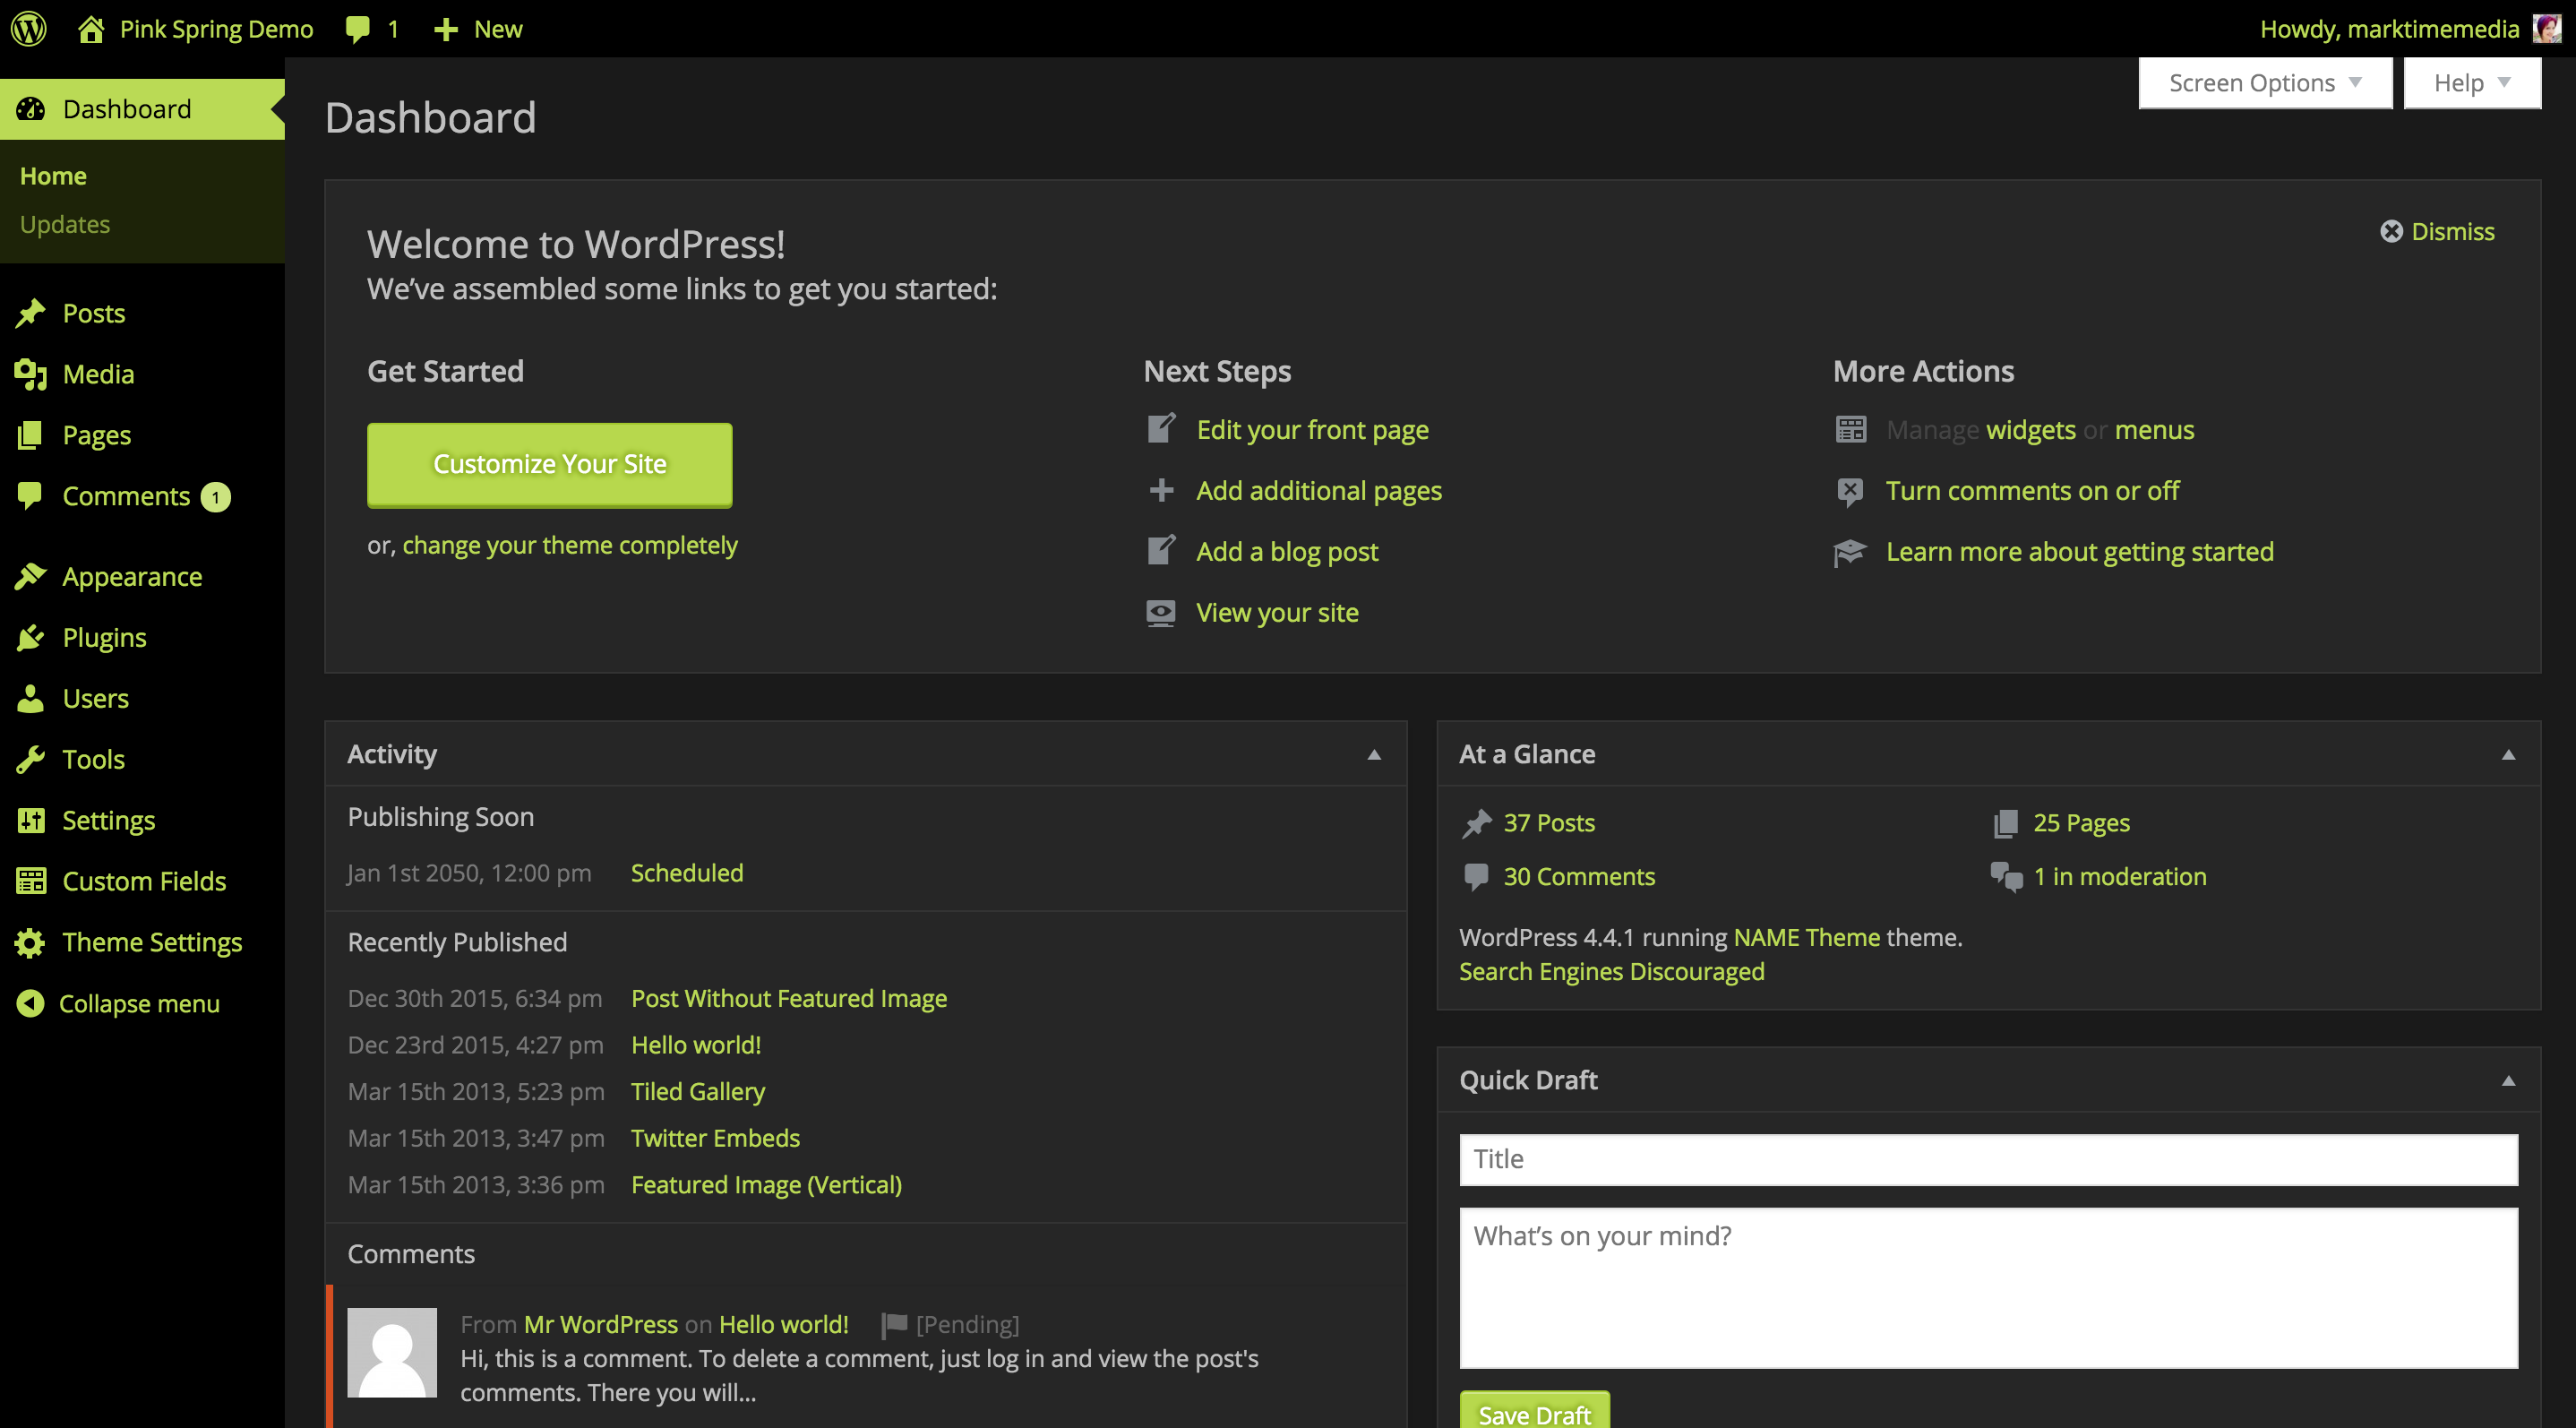 Pink Spring Demo 1 New Howdy, marktimemedia
Screen Options Help
Dashboard
Home
Updates
Posts
Media
Pages
Comments 1
Appearance
Plugins
Users
Tools
Settings
Custom Fields
Theme Settings
Collapse menu
Dashboard
Welcome to WordPress!
Dismiss
We’ve assembled some links to get you started:
Get Started
Customize Your Site
or, change your theme completely
Next Steps
Edit your front page
Add additional pages
Add a blog post
View your site
More Actions
Manage widgets or menus
Turn comments on or off
Learn more about getting started
Activity
Publishing Soon
Jan 1st 2050, 12:00 pm Scheduled
Recently Published
Dec 30th 2015, 6:34 pm Post Without Featured Image
Dec 23rd 2015, 4:27 pm Hello world!
Mar 15th 2013, 5:23 pm Tiled Gallery
Mar 15th 2013, 3:47 pm Twitter Embeds
Mar 15th 2013, 3:36 pm Featured Image (Vertical)
Comments
From Mr WordPress on Hello world! [Pending]
Hi, this is a comment. To delete a comment, just log in and view the post's
comments. There you will...
At a Glance
37 Posts 25 Pages
30 Comments 1 in moderation
WordPress 4.4.1 running NAME Theme theme.
Search Engines Discouraged
Quick Draft
Title
What’s on your mind?
Save Draft